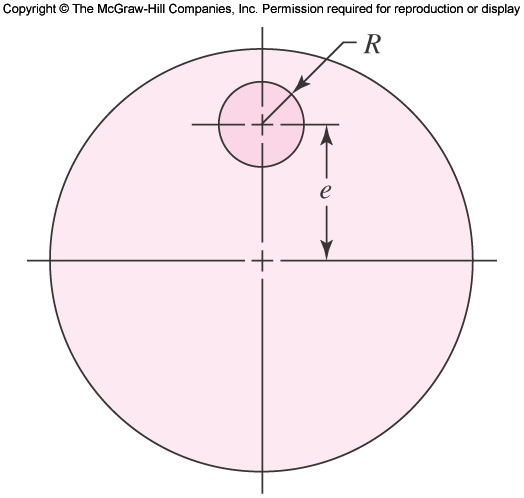 Copyright © The McGraw-Hill Companies, Inc. Permission required for reproduction or display
R
e